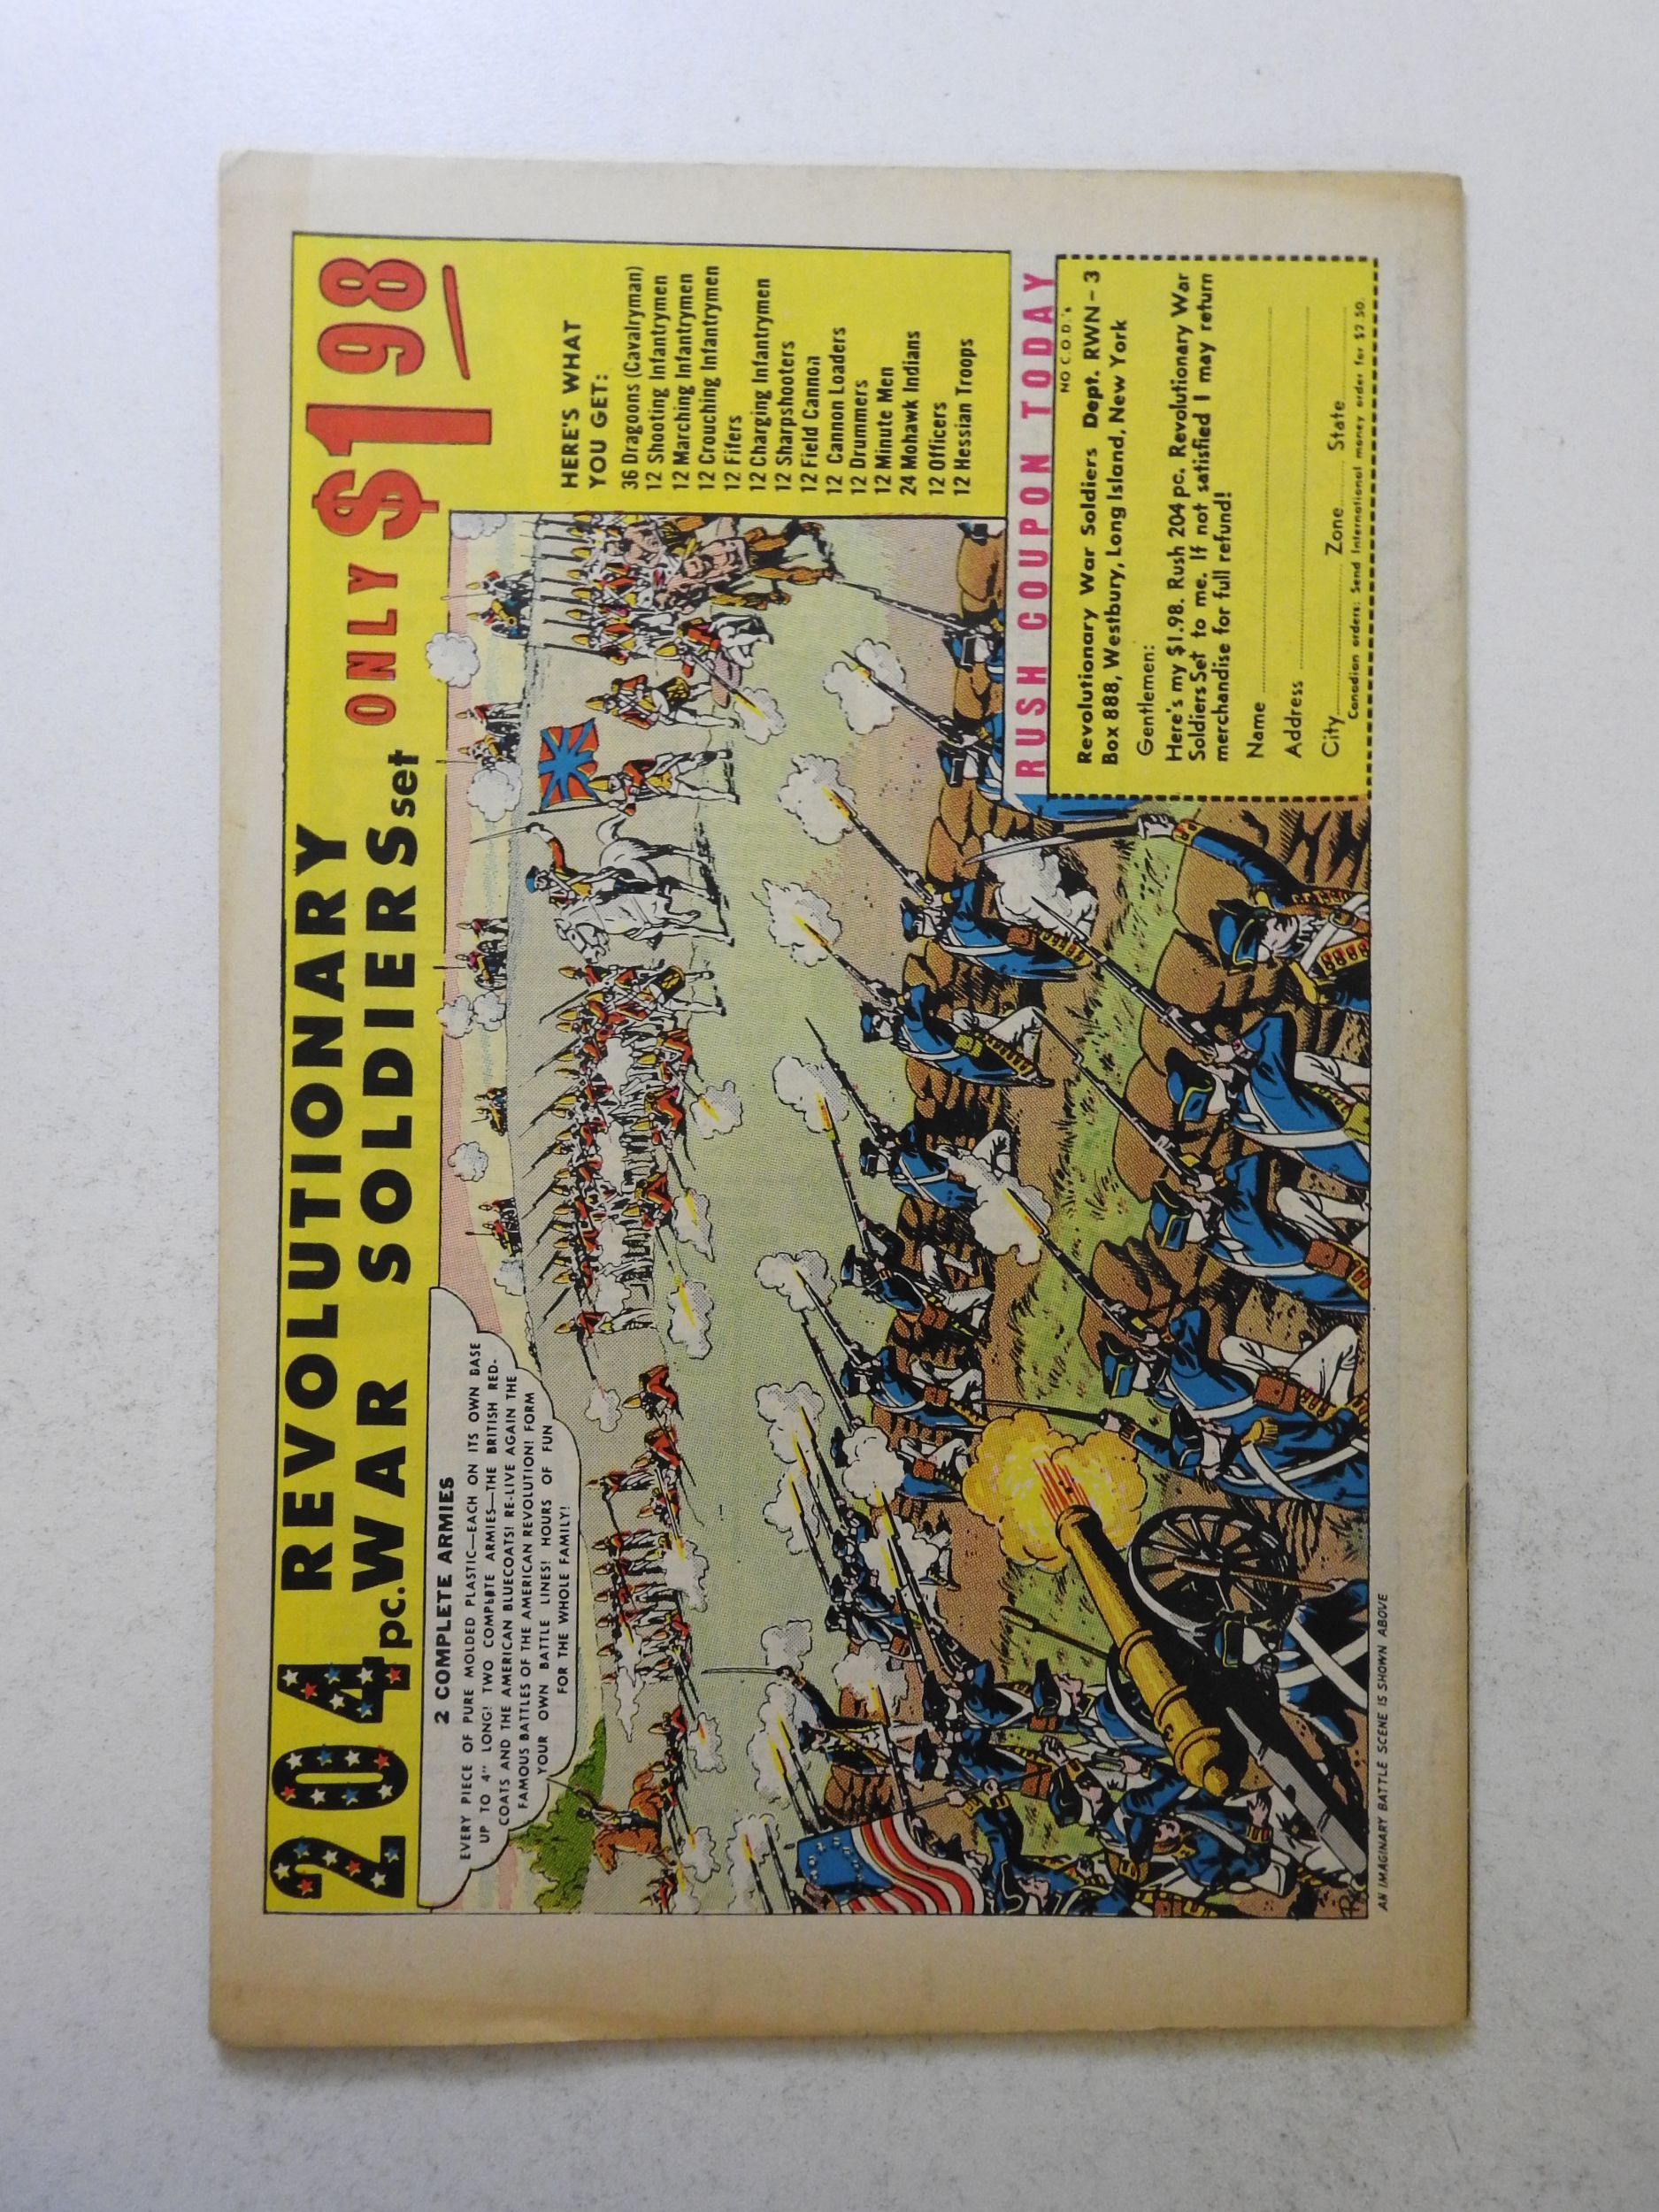 204 REVOLUTIONARY
pc. WAR SOLDIERS set ONLY $1 98
2 COMPLETE ARMIES
EVERY PIECE OF PURE MOLDED PLASTIC—EACH ON ITS OWN BASE
UP TO 4" LONG! TWO COMPLETE ARMIES—THE BRITISH RED-
COATS AND THE AMERICAN BLUECOATS! RE-LIVE AGAIN THE
FAMOUS BATTLES OF THE AMERICAN REVOLUTION! FORM
YOUR OWN BATTLE LINES! HOURS OF FUN
FOR THE WHOLE FAMILY!
HERE'S WHAT
YOU GET:
36 Dragoons (Cavalryman)
12 Shooting Infantrymen
12 Marching Infantrymen
12 Crouching Infantrymen
12 Fifers
12 Charging Infantrymen
12 Sharpshooters
12 Field Cannon
12 Cannon Loaders
12 Drummers
12 Minute Men
24 Mohawk Indians
12 Officers
12 Hessian Troops
RUSH COUPON TODAY
NO C.O.D.'s
Revolutionary War Soldiers Dept. RWN-3
Box 888, Westbury, Long Island, New York
Gentlemen:
Here's my $1.98. Rush 204 pc. Revolutionary War
Soldiers Set to me. If not satisfied I may return
merchandise for full refund!
Name
Address
City Zone State
Canadian orders: Send International money order for $2.50.
AN IMAGINARY BATTLE SCENE IS SHOWN ABOVE